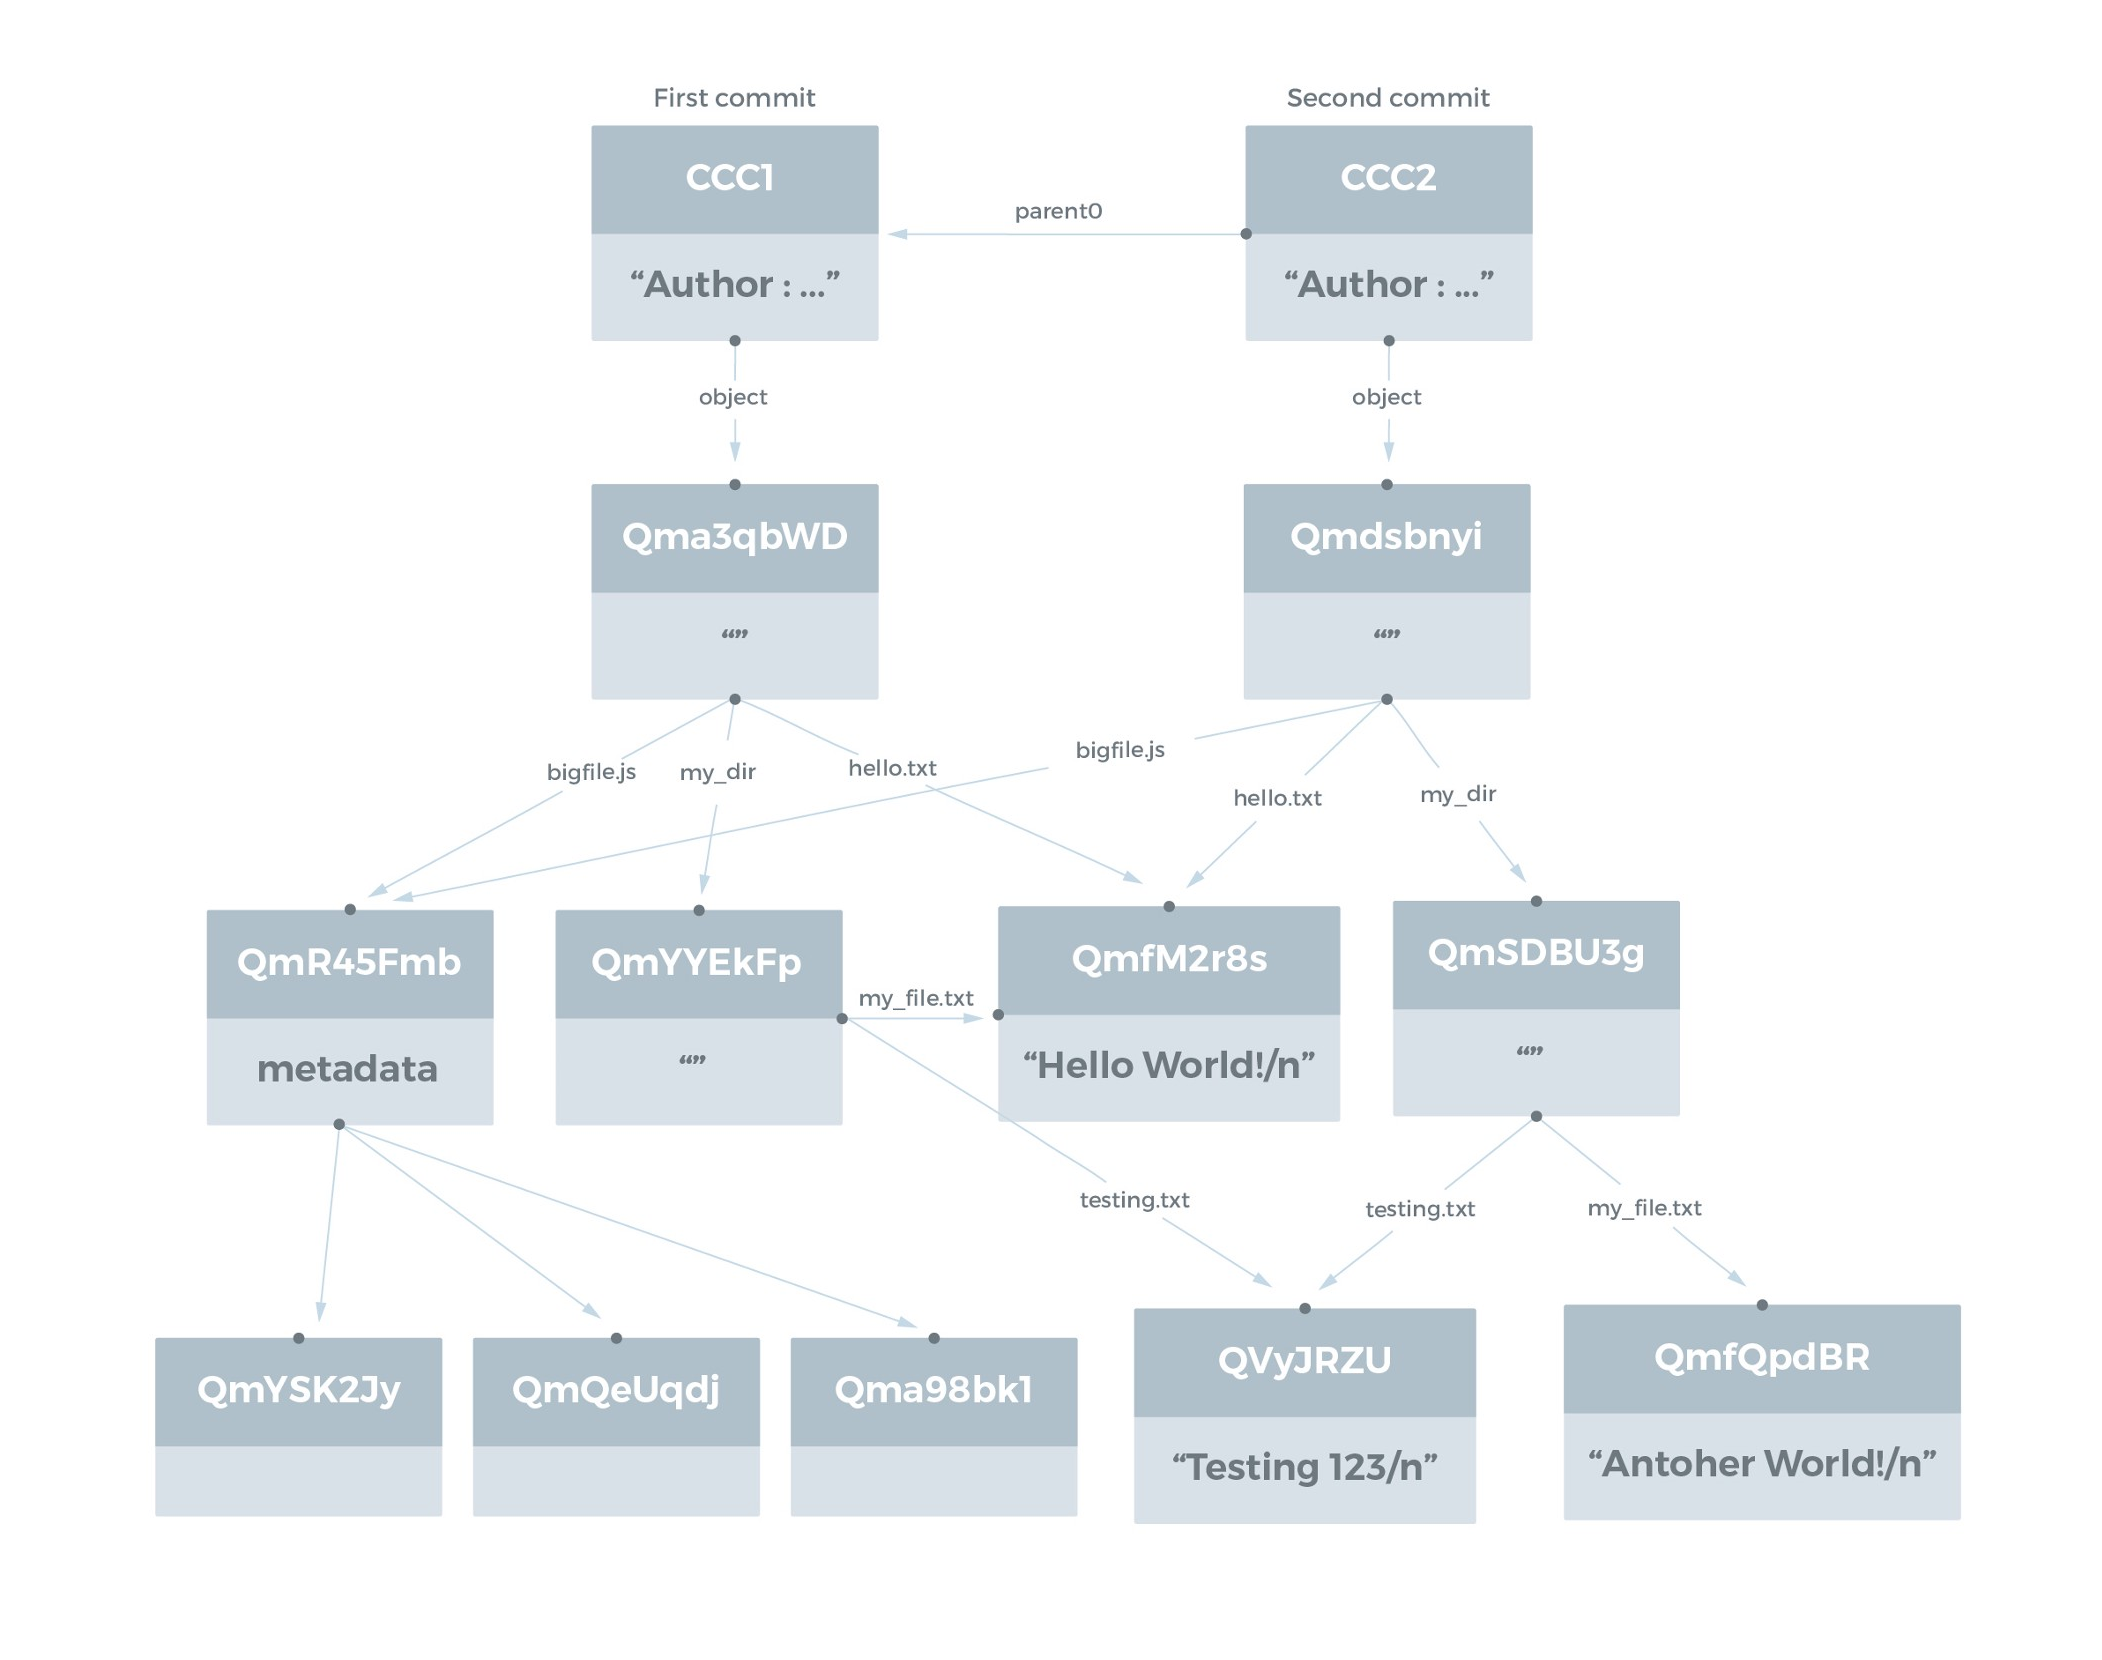 First commit
Second commit
CCC1
CCC2
parent0
“Author : ...”
“Author : ...”
object
object
Qma3qbWD
Qmdsbnyi
“”
“”
bigfile.js
my_dir
hello.txt
bigfile.js
hello.txt
my_dir
QmR45Fmb
QmYYEkFp
QmfM2r8s
QmSDBU3g
my_file.txt
metadata
“”
“Hello World!/n”
“”
testing.txt
testing.txt
my_file.txt
QmYSK2Jy
QmQeUqdj
Qma98bk1
QVyJRZU
QmfQpdBR
“Testing 123/n”
“Antoher World!/n”